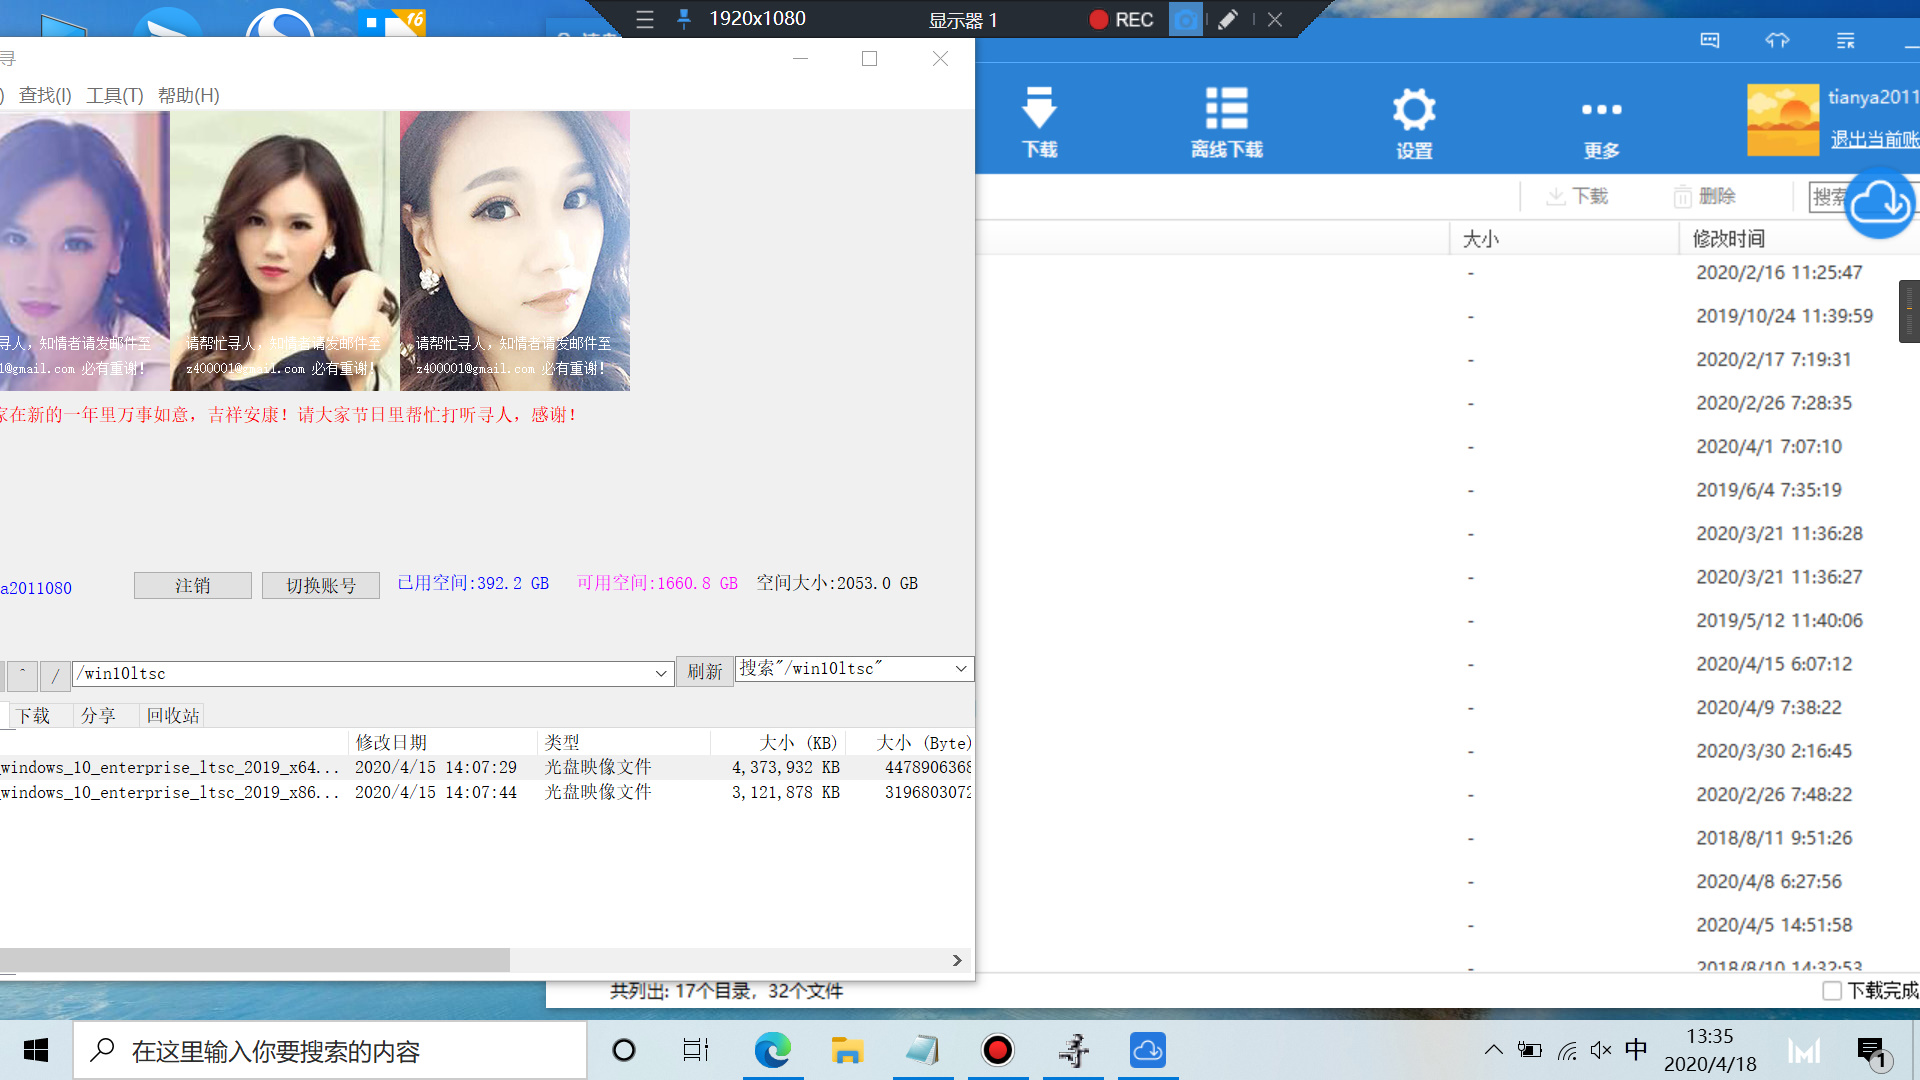 1920x1080
显示器 1
REC
16
寻
) 查找(I) 工具(T) 帮助(H)
寻人，知情者请发邮件至
1@gmail.com 必有重谢！
请帮忙寻人，知情者请发邮件至
z400001@gmail.com 必有重谢！
请帮忙寻人，知情者请发邮件至
z400001@gmail.com 必有重谢！
家在新的一年里万事如意，吉祥安康！请大家节日里帮忙打听寻人，感谢！
a2011080
注销
切换账号
已用空间:392.2 GB
可用空间:1660.8 GB
空间大小:2053.0 GB
^
/
/win10ltsc
刷新
搜索"/win10ltsc"
下载
分享
回收站
修改日期 类型 大小 (KB) 大小 (Byte)
_windows_10_enterprise_ltsc_2019_x64... 2020/4/15 14:07:29 光盘映像文件 4,373,932 KB 4478906368
_windows_10_enterprise_ltsc_2019_x86... 2020/4/15 14:07:44 光盘映像文件 3,121,878 KB 3196803072
下载
离线下载
设置
更多
tianya2011
退出当前账
下载
删除
搜索
大小
修改时间
- 2020/2/16 11:25:47
- 2019/10/24 11:39:59
- 2020/2/17 7:19:31
- 2020/2/26 7:28:35
- 2020/4/1 7:07:10
- 2019/6/4 7:35:19
- 2020/3/21 11:36:28
- 2020/3/21 11:36:27
- 2019/5/12 11:40:06
- 2020/4/15 6:07:12
- 2020/4/9 7:38:22
- 2020/3/30 2:16:45
- 2020/2/26 7:48:22
- 2018/8/11 9:51:26
- 2020/4/8 6:27:56
- 2020/4/5 14:51:58
- 2018/8/10 14:32:53
共列出: 17个目录，32个文件
下载完成
在这里输入你要搜索的内容
中
13:35
2020/4/18
1